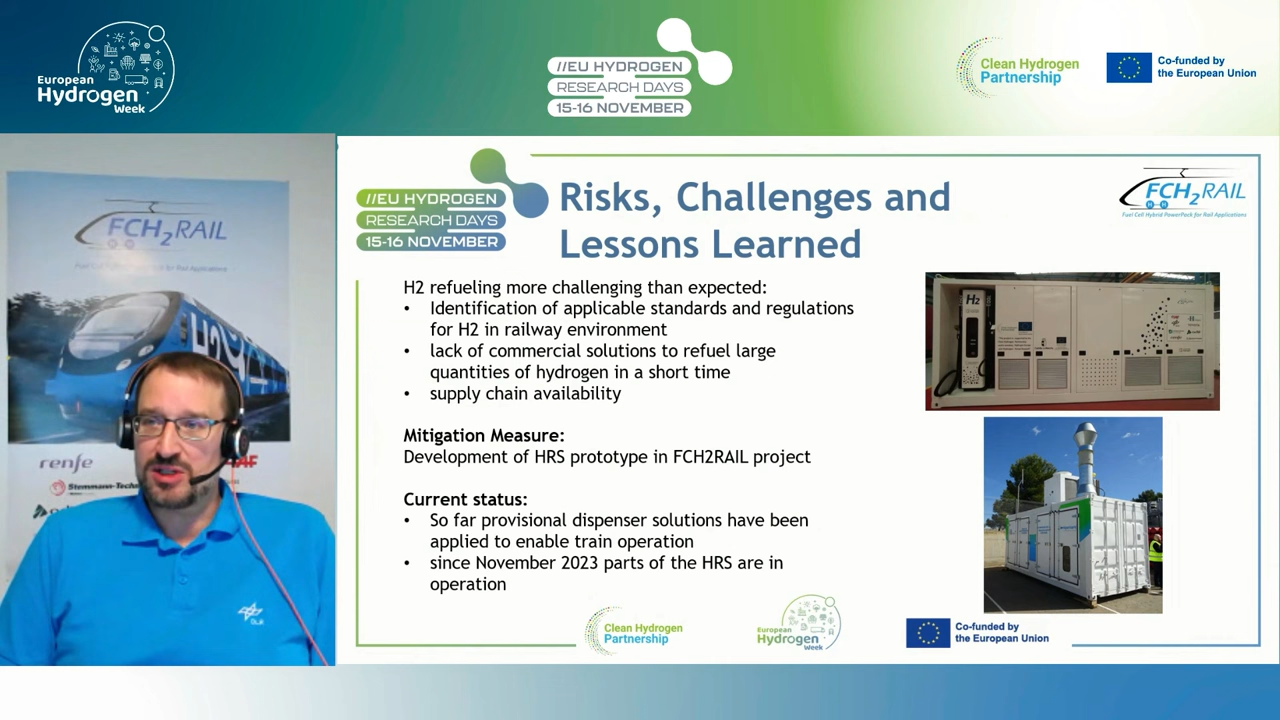 European
Hydrogen
Week
//EU HYDROGEN
RESEARCH DAYS
15-16 NOVEMBER
Clean Hydrogen
Partnership
Co-funded by
the European Union
FCH2RAIL
renfe
Stemmann-Techn
//EU HYDROGEN
RESEARCH DAYS
15-16 NOVEMBER
Risks, Challenges and
Lessons Learned
FCH2RAIL
Fuel Cell Hybrid PowerPack for Rail Applications
H2 refueling more challenging than expected:
• Identification of applicable standards and regulations
for H2 in railway environment
• lack of commercial solutions to refuel large
quantities of hydrogen in a short time
• supply chain availability
Mitigation Measure:
Development of HRS prototype in FCH2RAIL project
Current status:
• So far provisional dispenser solutions have been
applied to enable train operation
• since November 2023 parts of the HRS are in
operation
H2
DLR
Clean Hydrogen
Partnership
European
Hydrogen
Week
Co-funded by
the European Union